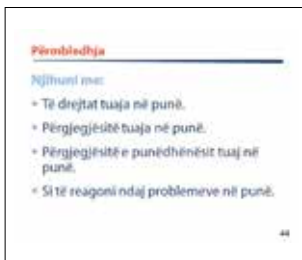 Përmbledhja
Njihuni me:
• Të drejtat tuaja në punë.
• Përgjegjësitë tuaja në punë.
• Përgjegjësitë e punëdhënësit tuaj në
punë.
• Si të reagoni ndaj problemeve në punë.
44